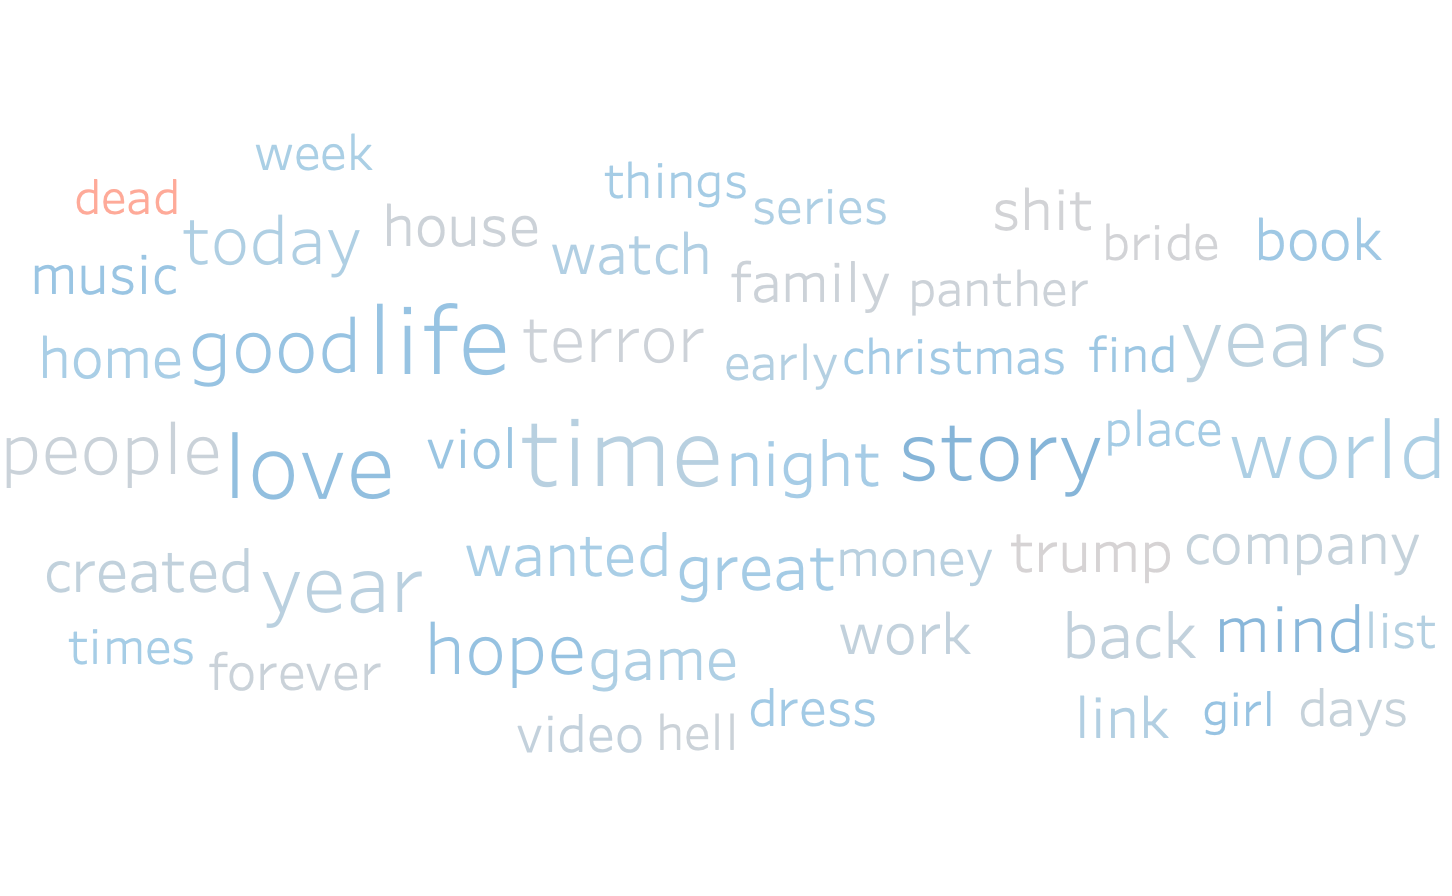 week
dead
things
series
shit
today
house
watch
bride
book
music
family
panther
home
good
life
terror
early
christmas
find
years
people
love
viol
time
night
story
place
world
created
year
wanted
great
money
trump
company
times
forever
hope
game
work
back
mind
list
video
hell
dress
link
girl
days